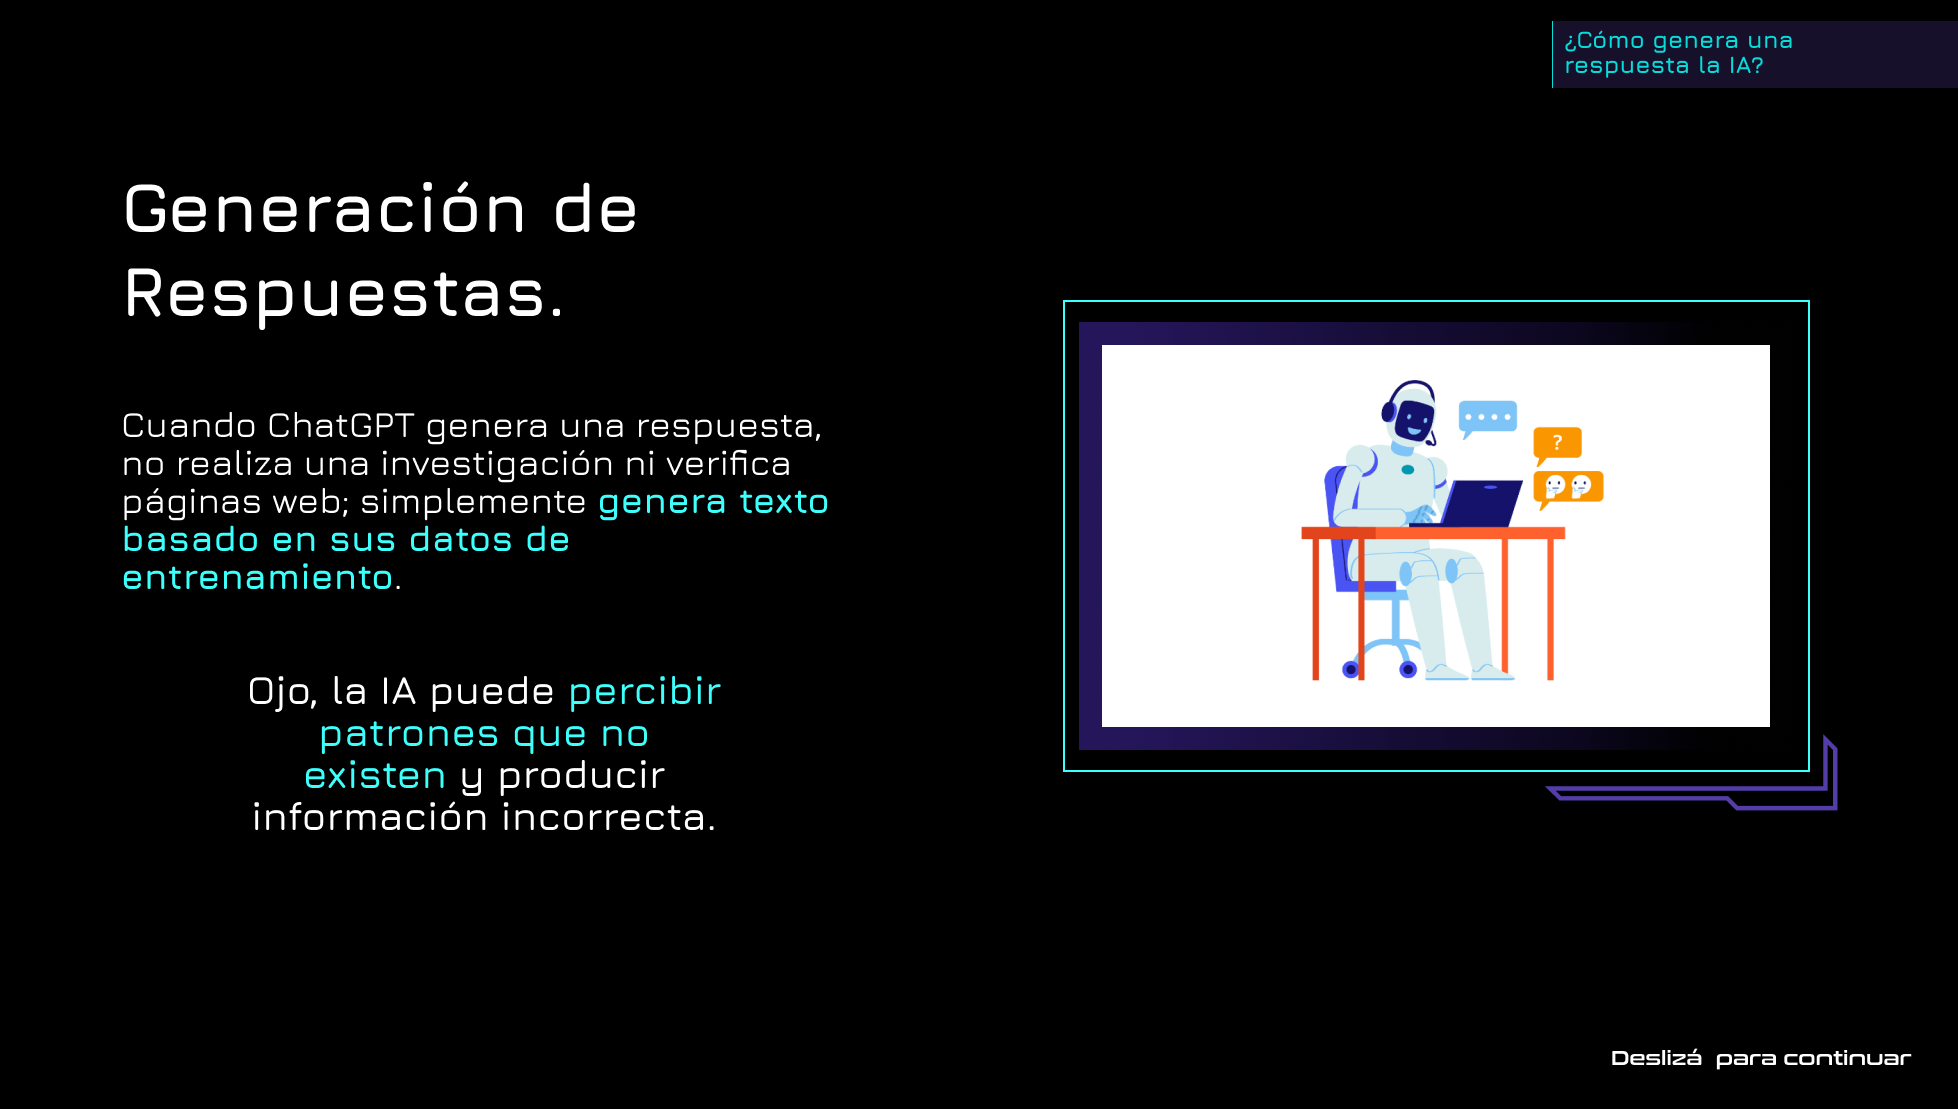 ¿Cómo genera una
respuesta la IA?
Generación de
Respuestas.
Cuando ChatGPT genera una respuesta,
no realiza una investigación ni verifica
páginas web; simplemente genera texto
basado en sus datos de
entrenamiento.
Ojo, la IA puede percibir
patrones que no
existen y producir
información incorrecta.
?
Deslizá para continuar